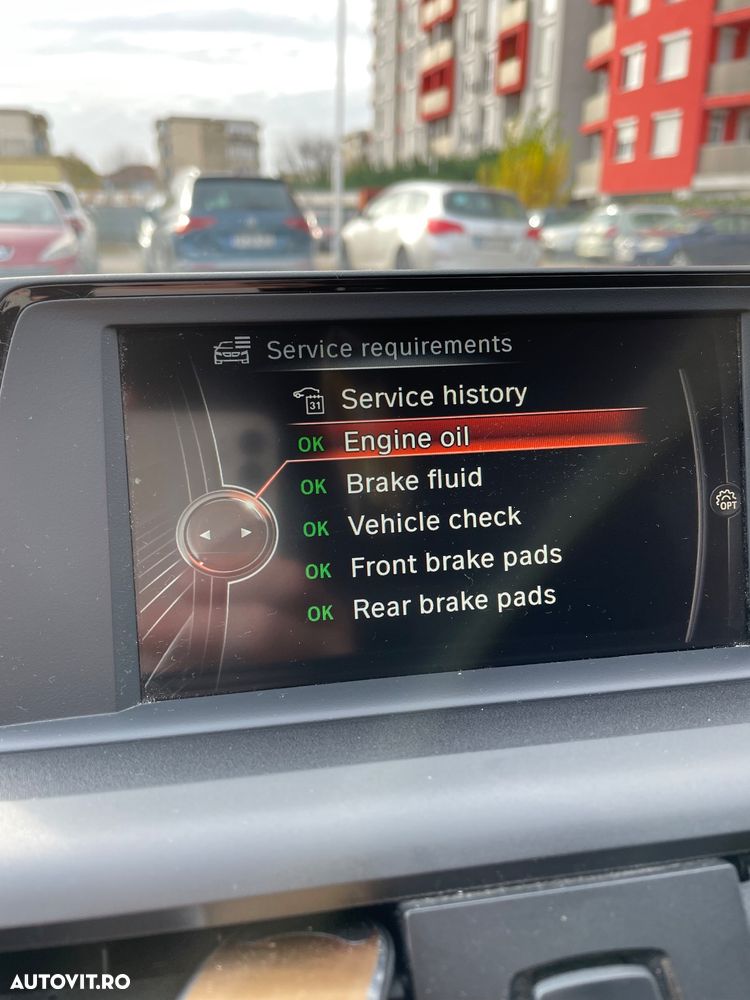 Service requirements
31
Service history
OK Engine oil
OK Brake fluid
OK Vehicle check
OK Front brake pads
OK Rear brake pads
OPT
AUTOVIT.RO